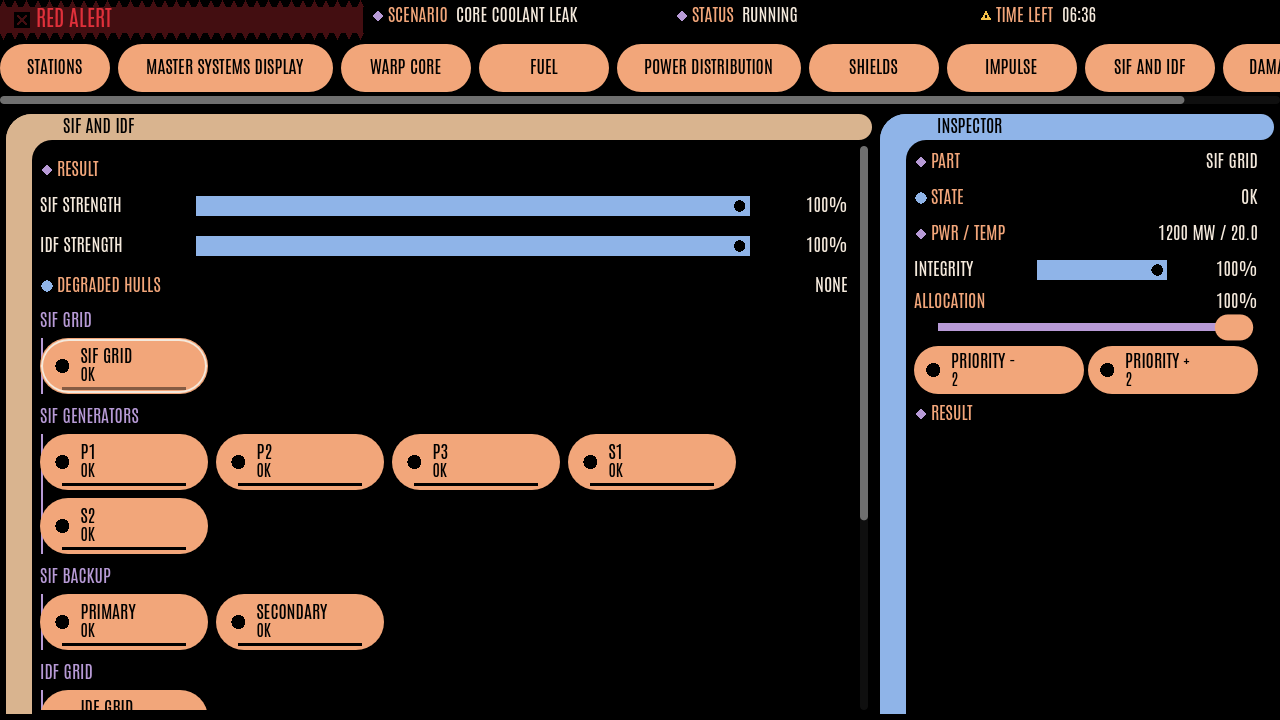 RED ALERT
SCENARIO CORE COOLANT LEAK
STATUS RUNNING
TIME LEFT 06:36
STATIONS
MASTER SYSTEMS DISPLAY
WARP CORE
FUEL
POWER DISTRIBUTION
SHIELDS
IMPULSE
SIF AND IDF
DAMA
SIF AND IDF
RESULT
SIF STRENGTH 100%
IDF STRENGTH 100%
DEGRADED HULLS NONE
SIF GRID
SIF GRID
OK
SIF GENERATORS
P1
OK
P2
OK
P3
OK
S1
OK
S2
OK
SIF BACKUP
PRIMARY
OK
SECONDARY
OK
IDF GRID
IDF GRID
INSPECTOR
PART SIF GRID
STATE OK
PWR / TEMP 1200 MW / 20.0
INTEGRITY 100%
ALLOCATION 100%
PRIORITY -
2
PRIORITY +
2
RESULT